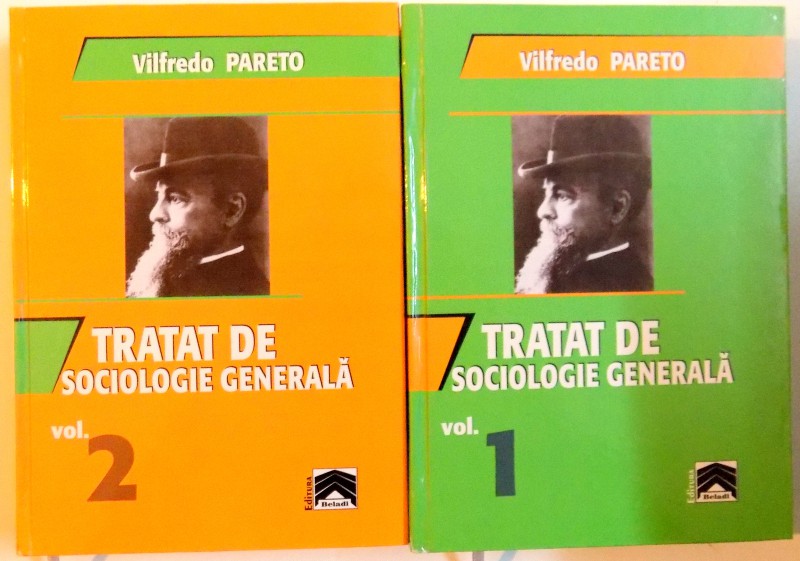 Vilfredo PARETO
TRATAT DE
SOCIOLOGIE GENERALĂ
vol. 2
EDITURA
Beladi
Vilfredo PARETO
TRATAT DE
SOCIOLOGIE GENERALĂ
vol. 1
EDITURA
Beladi